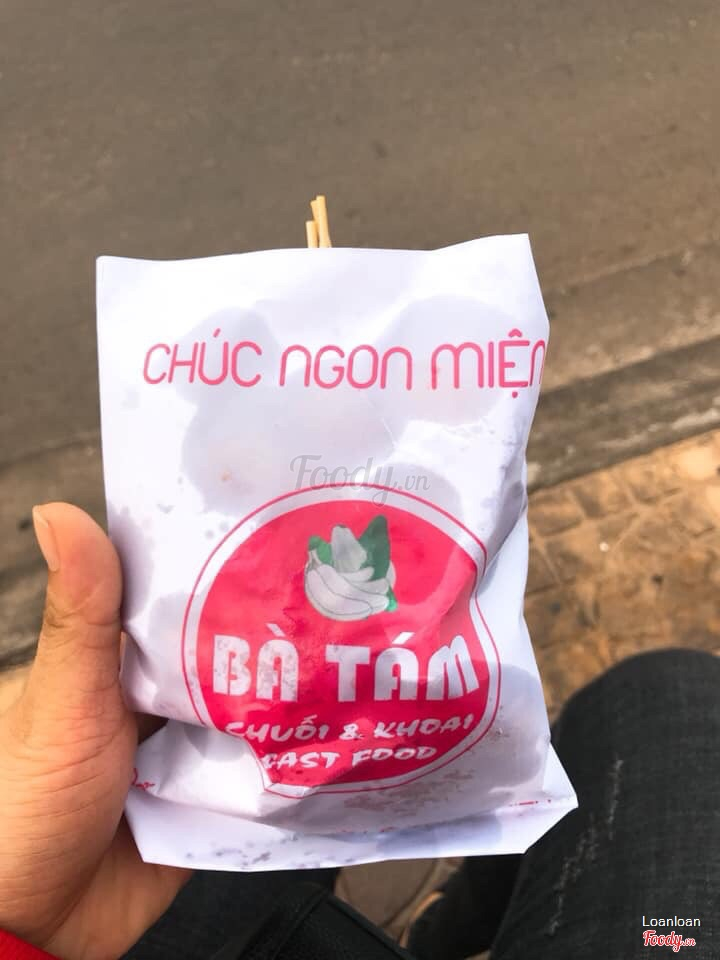 CHÚC NGON MIỆN
Foody.vn
BÀ TÁM
CHUỐI & KHOAI
FAST FOOD
Loanloan
Foody.vn